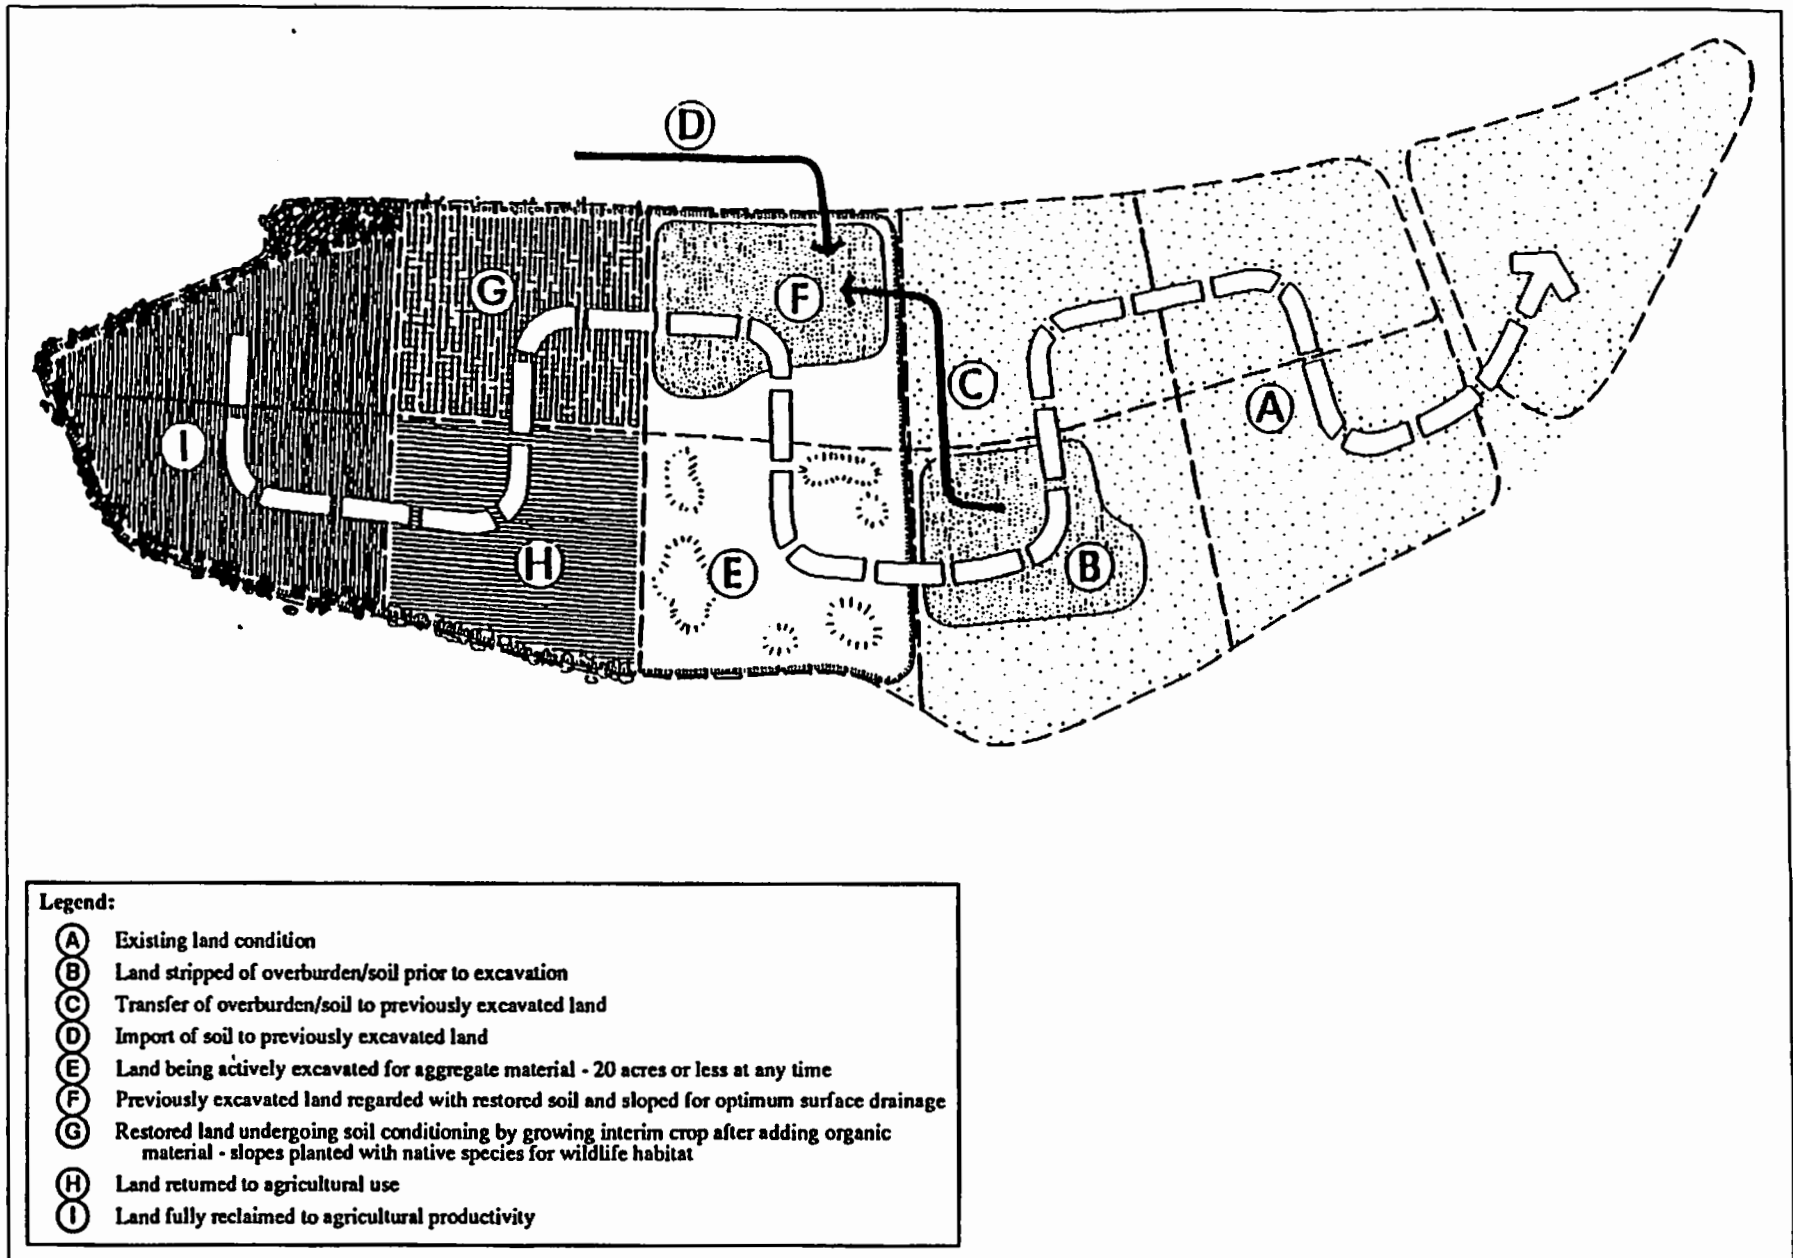 D
G
F
C
A
I
H
E
B
Legend:
A Existing land condition
B Land stripped of overburden/soil prior to excavation
C Transfer of overburden/soil to previously excavated land
D Import of soil to previously excavated land
E Land being actively excavated for aggregate material - 20 acres or less at any time
F Previously excavated land regarded with restored soil and sloped for optimum surface drainage
G Restored land undergoing soil conditioning by growing interim crop after adding organic
material - slopes planted with native species for wildlife habitat
H Land returned to agricultural use
I Land fully reclaimed to agricultural productivity